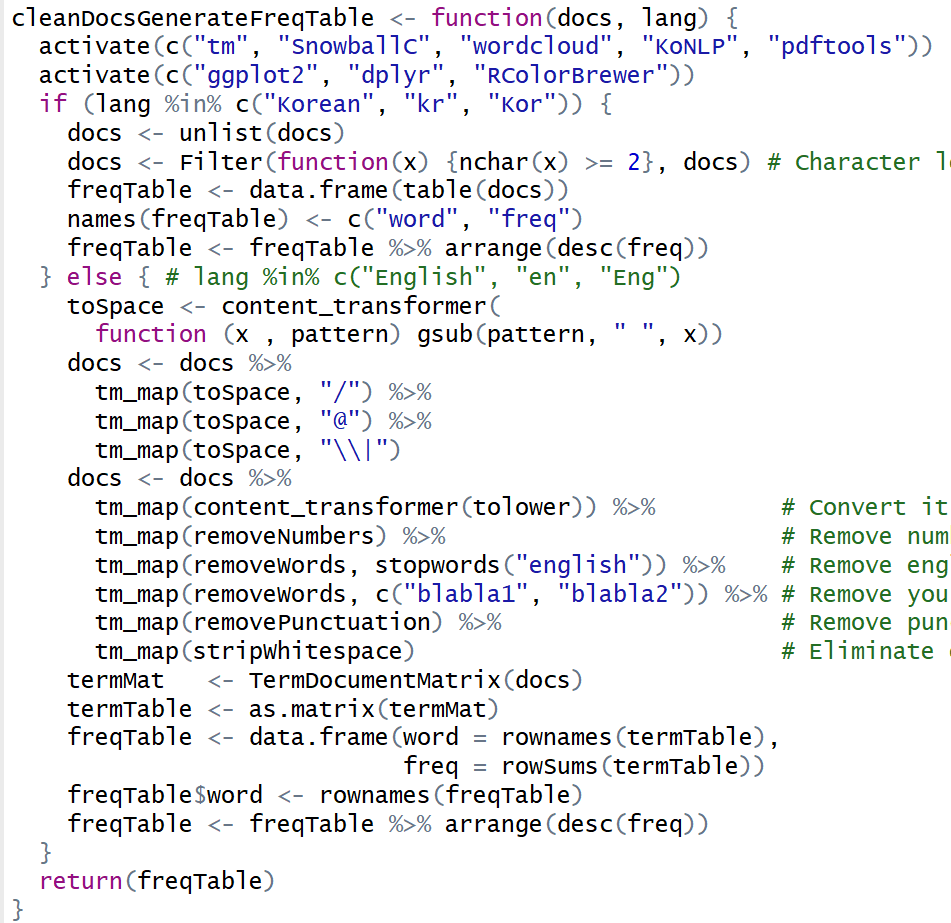 cleanDocsGenerateFreqTable <- function(docs, lang) {
  activate(c("tm", "SnowballC", "wordcloud", "KoNLP", "pdftools"))
  activate(c("ggplot2", "dplyr", "RColorBrewer"))
  if (lang %in% c("Korean", "kr", "Kor")) {
    docs <- unlist(docs)
    docs <- Filter(function(x) {nchar(x) >= 2}, docs) # Character
    freqTable <- data.frame(table(docs))
    names(freqTable) <- c("word", "freq")
    freqTable <- freqTable %>% arrange(desc(freq))
  } else { # lang %in% c("English", "en", "Eng")
    toSpace <- content_transformer(
      function (x , pattern) gsub(pattern, " ", x))
    docs <- docs %>%
      tm_map(toSpace, "/") %>%
      tm_map(toSpace, "@") %>%
      tm_map(toSpace, "\\|")
    docs <- docs %>%
      tm_map(content_transformer(tolower)) %>%         # Convert it
      tm_map(removeNumbers) %>%                        # Remove num
      tm_map(removeWords, stopwords("english")) %>%    # Remove eng
      tm_map(removeWords, c("blabla1", "blabla2")) %>% # Remove you
      tm_map(removePunctuation) %>%                    # Remove pun
      tm_map(stripWhitespace)                          # Eliminate
    termMat   <- TermDocumentMatrix(docs)
    termTable <- as.matrix(termMat)
    freqTable <- data.frame(word = rownames(termTable),
                            freq = rowSums(termTable))
    freqTable$word <- rownames(freqTable)
    freqTable <- freqTable %>% arrange(desc(freq))
  }
  return(freqTable)
}